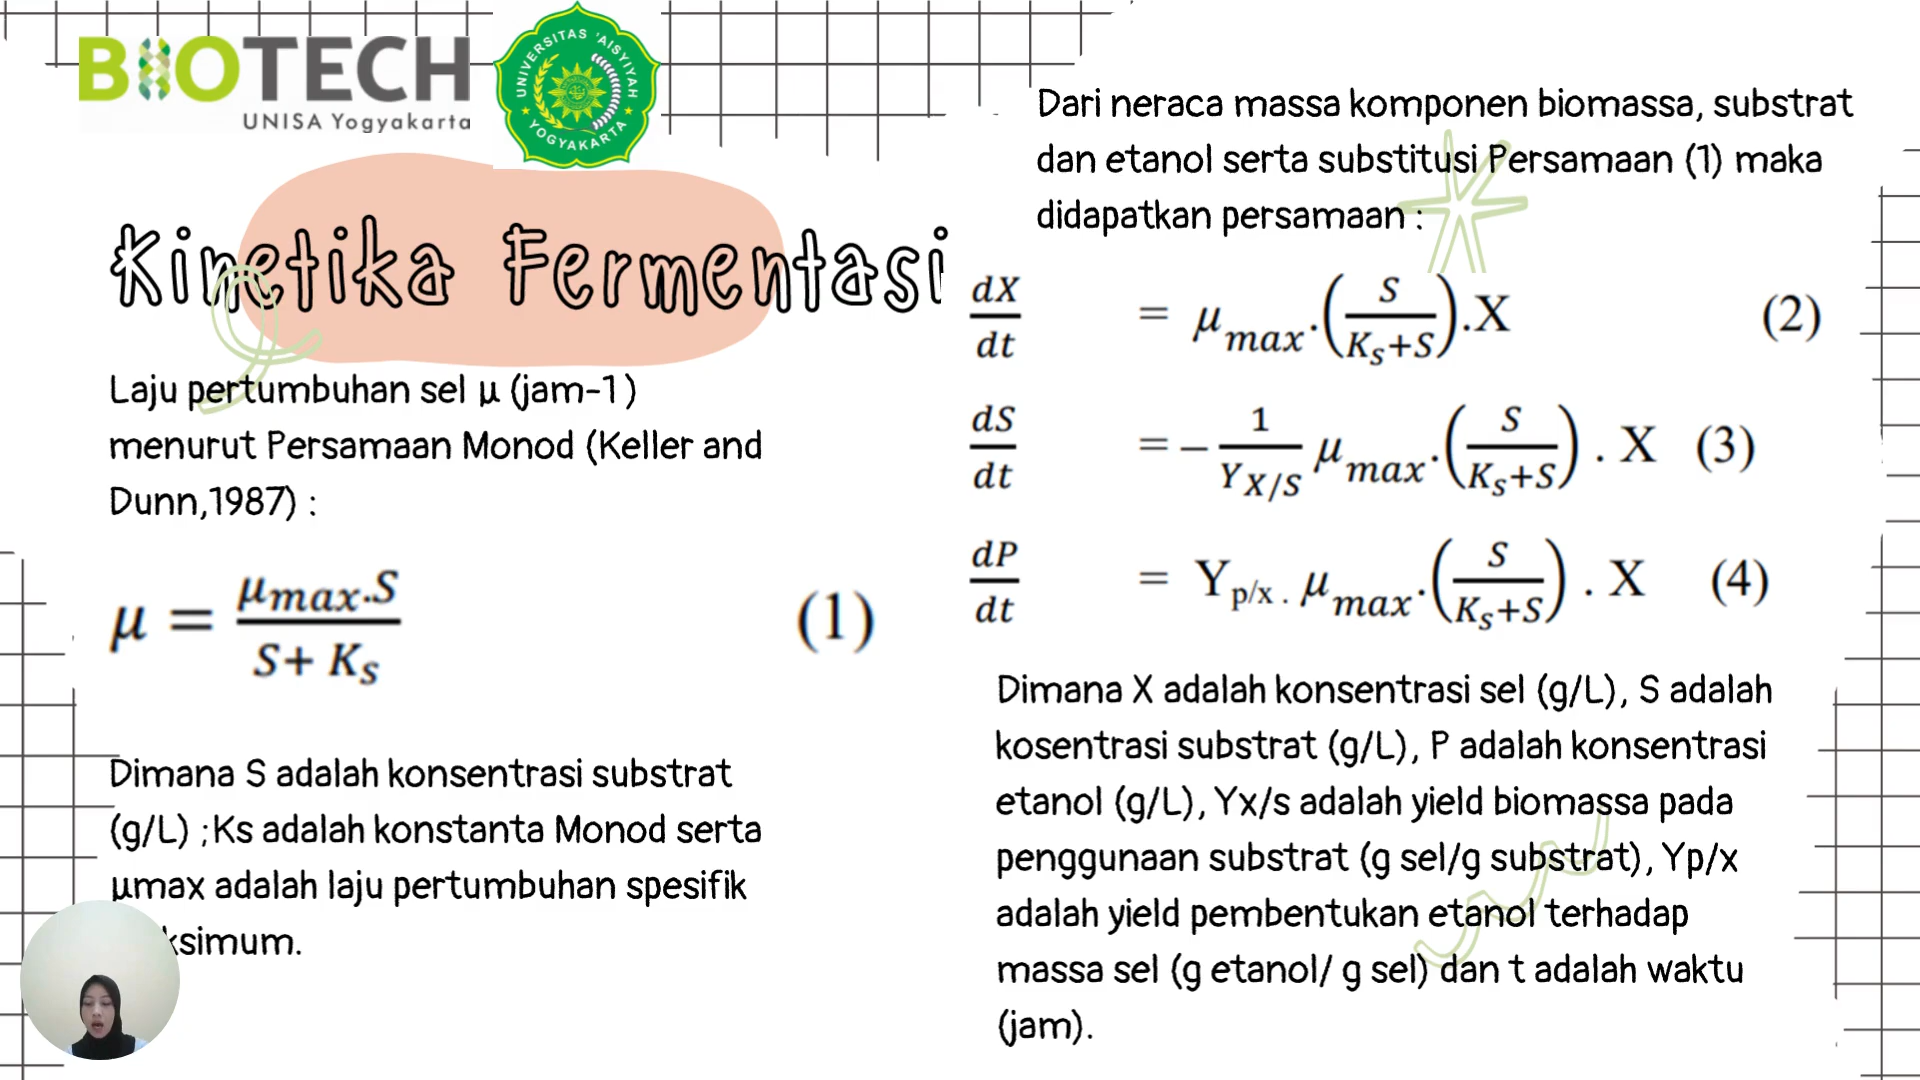 BIOTECH
UNISA Yogyakarta
UNIVERSITAS 'AISYIYAH
YOGYAKARTA
Kinetika Fermentasi
Laju pertumbuhan sel μ (jam-1)
menurut Persamaan Monod (Keller and
Dunn,1987) :
μ = μmax.S / S+ Ks (1)
Dimana S adalah konsentrasi substrat
(g/L) ;Ks adalah konstanta Monod serta
μmax adalah laju pertumbuhan spesifik
ksimum.
Dari neraca massa komponen biomassa, substrat
dan etanol serta substitusi Persamaan (1) maka
didapatkan persamaan :
dX/dt = μmax.(S/Ks+S).X (2)
dS/dt =− 1/YX/S μmax.(S/Ks+S) . X (3)
dP/dt = Yp/x . μmax.(S/Ks+S) . X (4)
Dimana X adalah konsentrasi sel (g/L), S adalah
kosentrasi substrat (g/L), P adalah konsentrasi
etanol (g/L), Yx/s adalah yield biomassa pada
penggunaan substrat (g sel/g substrat), Yp/x
adalah yield pembentukan etanol terhadap
massa sel (g etanol/ g sel) dan t adalah waktu
(jam).